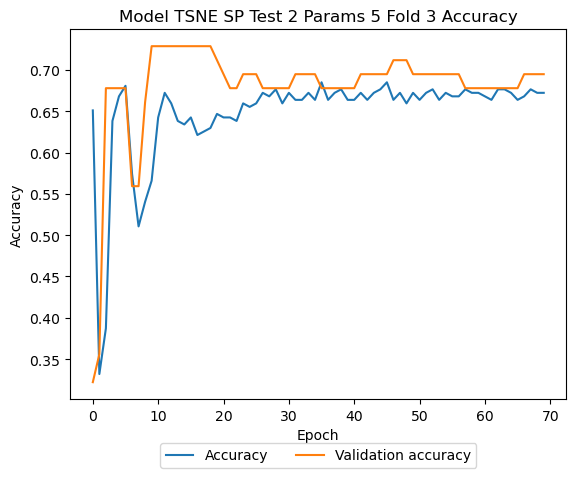 Model TSNE SP Test 2 Params 5 Fold 3 Accuracy
0.70
0.65
0.60
0.55
0.50
0.45
0.40
0.35
Accuracy
0 10 20 30 40 50 60 70
Epoch
Accuracy Validation accuracy